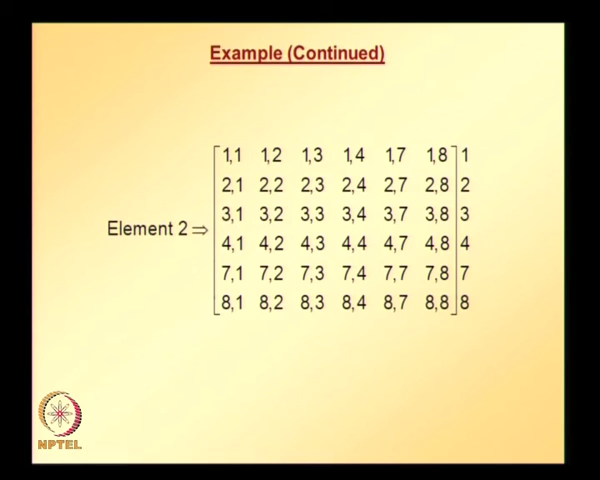 Example (Continued)
1,1 1,2 1,3 1,4 1,7 1,8 1
2,1 2,2 2,3 2,4 2,7 2,8 2
3,1 3,2 3,3 3,4 3,7 3,8 3
Element 2 ⇒
4,1 4,2 4,3 4,4 4,7 4,8 4
7,1 7,2 7,3 7,4 7,7 7,8 7
8,1 8,2 8,3 8,4 8,7 8,8 8
NPTEL